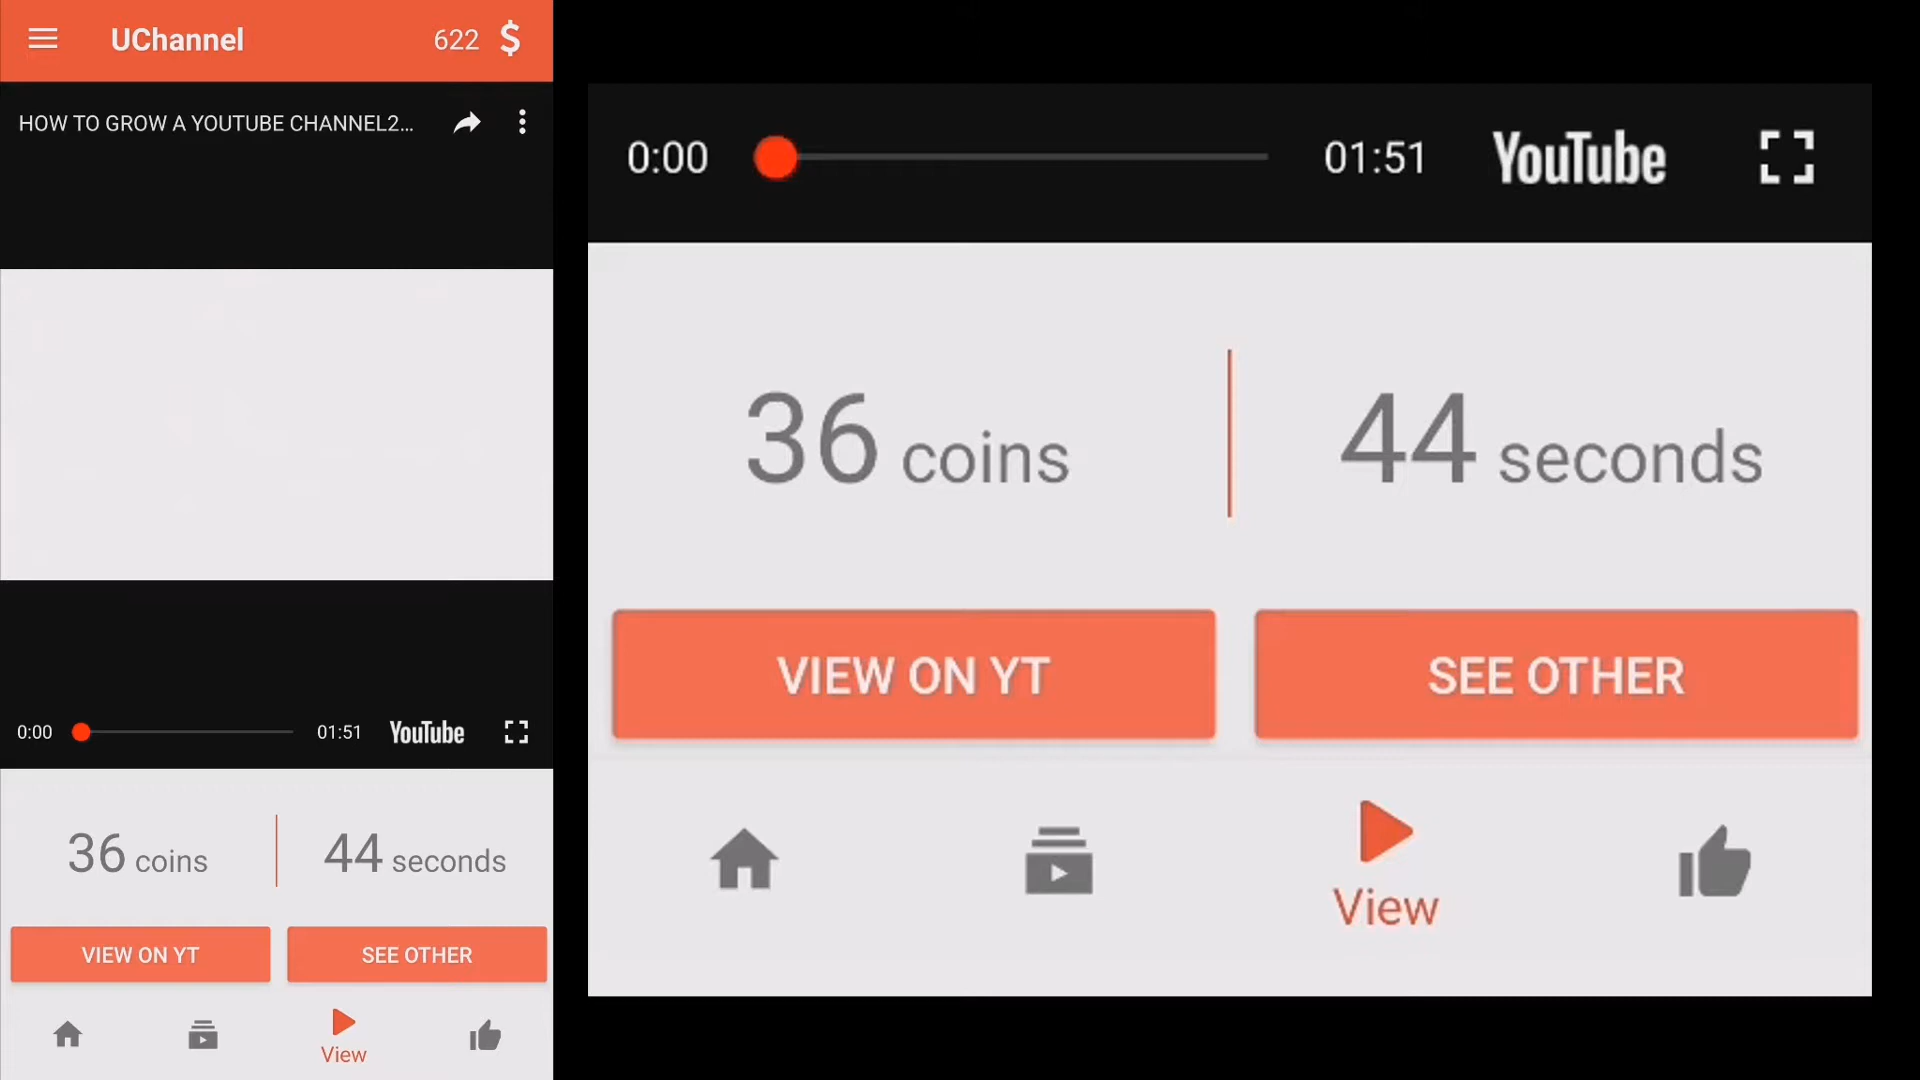 UChannel
622 $
HOW TO GROW A YOUTUBE CHANNEL2...
0:00 01:51 YouTube
36 coins 44 seconds
VIEW ON YT SEE OTHER
View
0:00 01:51 YouTube
36 coins 44 seconds
VIEW ON YT SEE OTHER
View